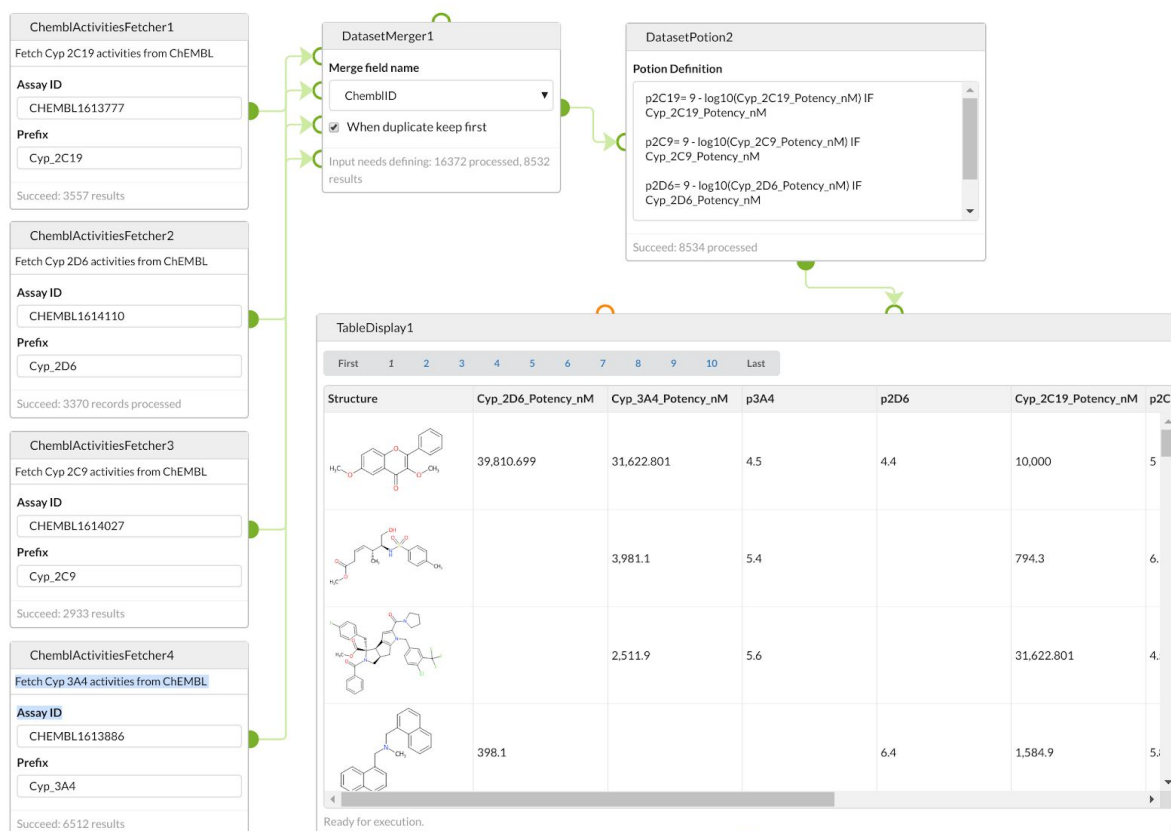 ChemblActivitiesFetcher1
Fetch Cyp 2C19 activities from ChEMBL
Assay ID
CHEMBL1613777
Prefix
Cyp_2C19
Succeed: 3557 results
ChemblActivitiesFetcher2
Fetch Cyp 2D6 activities from ChEMBL
Assay ID
CHEMBL1614110
Prefix
Cyp_2D6
Succeed: 3370 records processed
ChemblActivitiesFetcher3
Fetch Cyp 2C9 activities from ChEMBL
Assay ID
CHEMBL1614027
Prefix
Cyp_2C9
Succeed: 2933 results
ChemblActivitiesFetcher4
Fetch Cyp 3A4 activities from ChEMBL
Assay ID
CHEMBL1613886
Prefix
Cyp_3A4
Succeed: 6512 results
DatasetMerger1
Merge field name
ChemblID
When duplicate keep first
Input needs defining: 16372 processed, 8532
results
DatasetPotion2
Potion Definition
p2C19= 9 - log10(Cyp_2C19_Potency_nM) IF
Cyp_2C19_Potency_nM
p2C9= 9 - log10(Cyp_2C9_Potency_nM) IF
Cyp_2C9_Potency_nM
p2D6= 9 - log10(Cyp_2D6_Potency_nM) IF
Cyp_2D6_Potency_nM
Succeed: 8534 processed
TableDisplay1
First 1 2 3 4 5 6 7 8 9 10 Last
Structure Cyp_2D6_Potency_nM Cyp_3A4_Potency_nM p3A4 p2D6 Cyp_2C19_Potency_nM p2C
39,810.699 31,622.801 4.5 4.4 10,000 5
3,981.1 5.4 794.3 6.
2,511.9 5.6 31,622.801 4.
398.1 6.4 1,584.9 5.
Ready for execution.